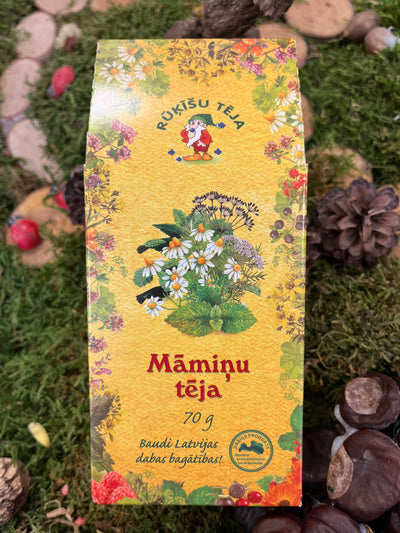 RŪĶĪŠU TĒJA
Māmiņu
tēja
70 g
Baudi Latvijas
dabas bagātības!